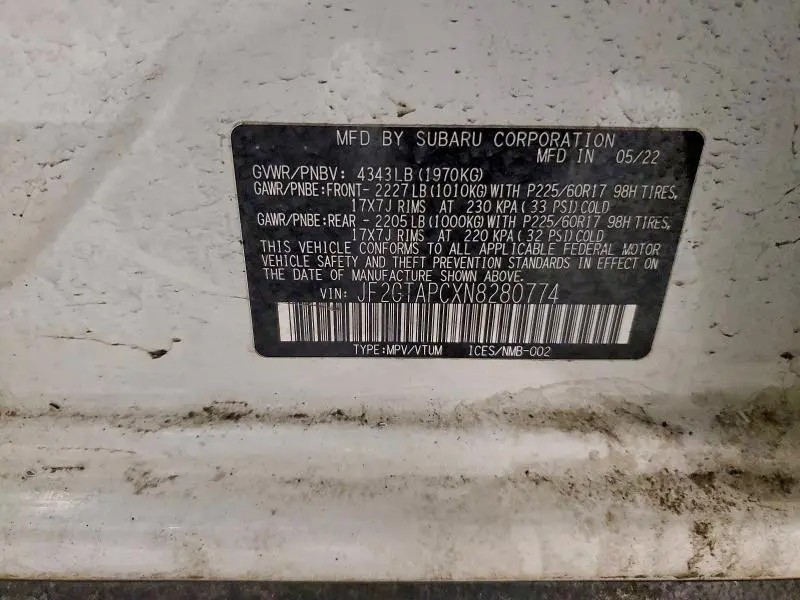 MFD BY SUBARU CORPORATION
MFD IN 05/22
GVWR/PNBV: 4343LB (1970KG)
GAWR/PNBE:FRONT-2227LB(1010KG)WITH P225/60R17 98H TIRES,
17X7J RIMS AT 230 KPA (33 PSI)COLD
GAWR/PNBE:REAR-2205LB(1000KG)WITH P225/60R17 98H TIRES,
17X7J RIMS AT 220 KPA (32 PSI)COLD
THIS VEHICLE CONFORMS TO ALL APPLICABLE FEDERAL MOTOR
VEHICLE SAFETY AND THEFT PREVENTION STANDARDS IN EFFECT ON
THE DATE OF MANUFACTURE SHOWN ABOVE.
VIN: JF2GTAPCXN8280774
TYPE:MPV/VTUM 1CES/NMB-002